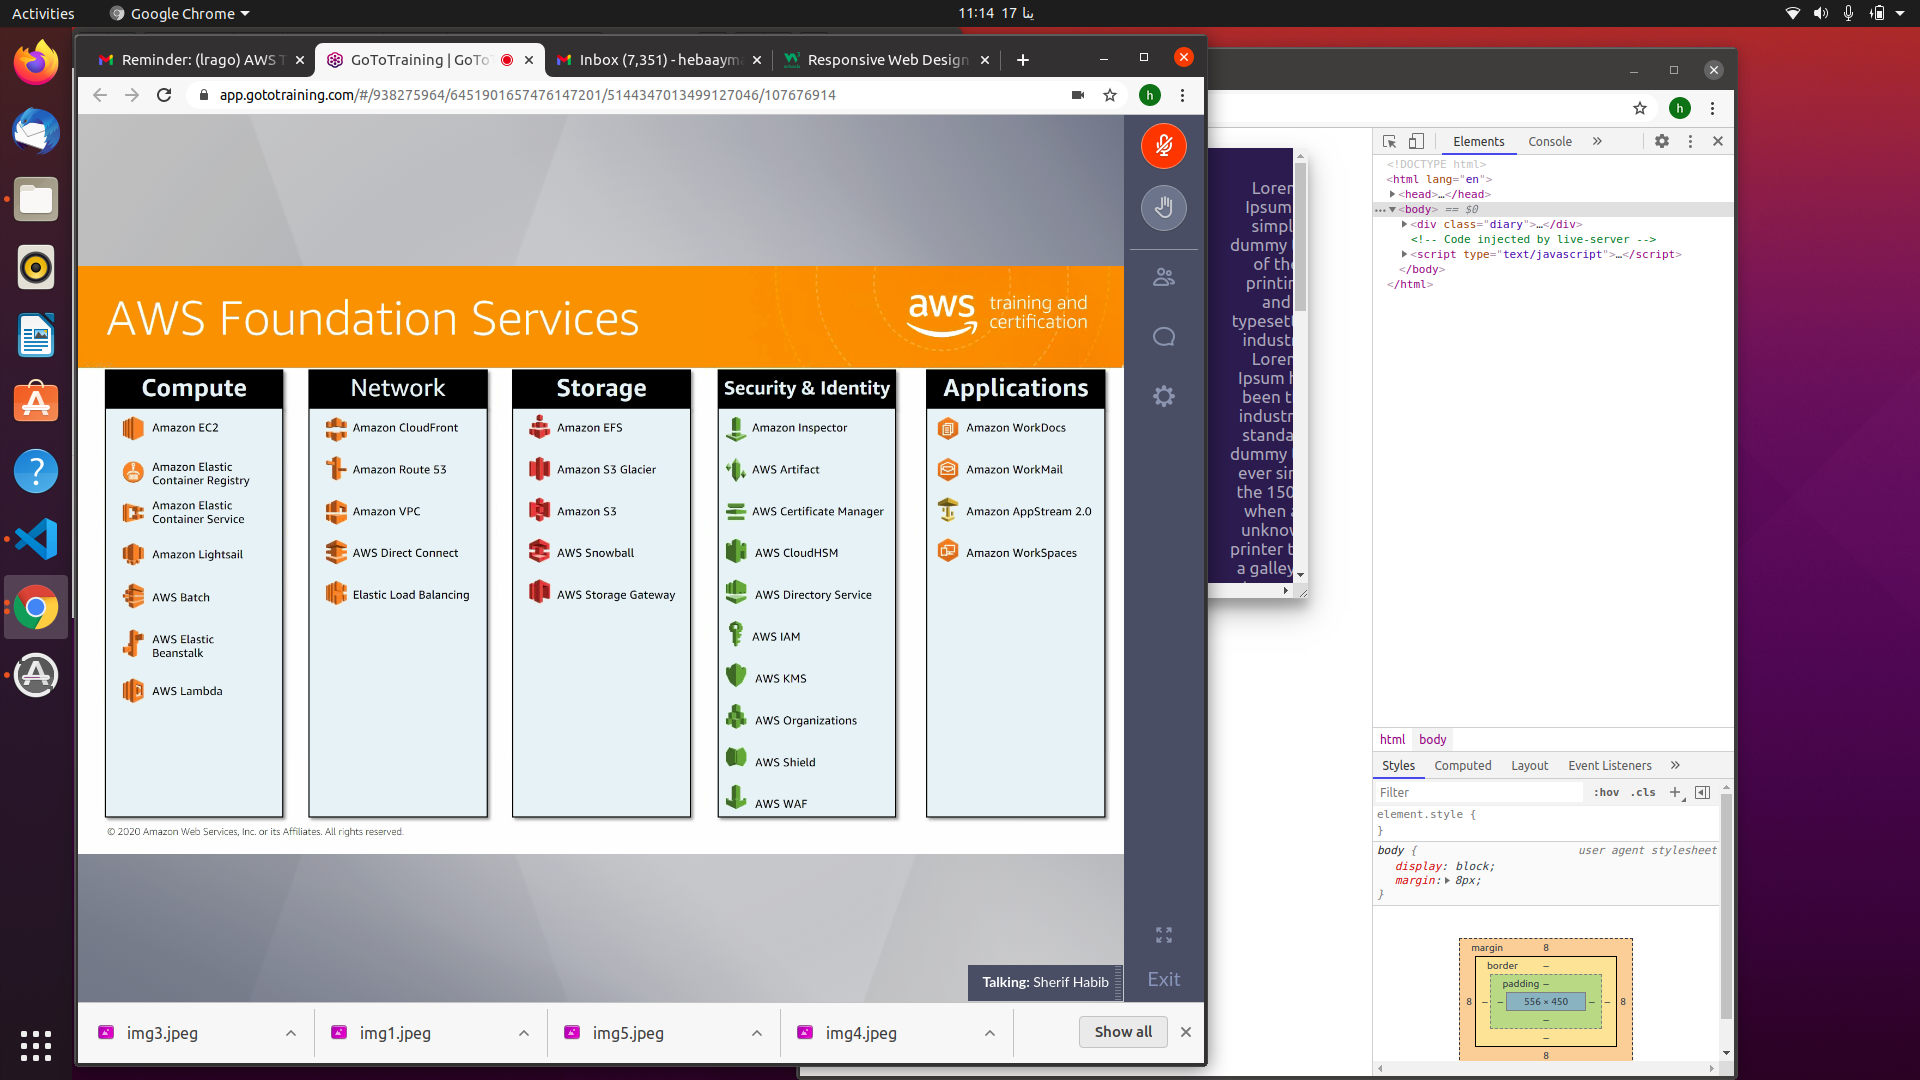 Activities
Google Chrome
11:14 17 ينا
Reminder: (lrago) AWS T
GoToTraining | GoTo
Inbox (7,351) - hebaayma
Responsive Web Design
app.gototraining.com/#/938275964/6451901657476147201/5144347013499127046/107676914
h
AWS Foundation Services
aws training and certification
Compute
Amazon EC2
Amazon Elastic
Container Registry
Amazon Elastic
Container Service
Amazon Lightsail
AWS Batch
AWS Elastic
Beanstalk
AWS Lambda
Network
Amazon CloudFront
Amazon Route 53
Amazon VPC
AWS Direct Connect
Elastic Load Balancing
Storage
Amazon EFS
Amazon S3 Glacier
Amazon S3
AWS Snowball
AWS Storage Gateway
Security & Identity
Amazon Inspector
AWS Artifact
AWS Certificate Manager
AWS CloudHSM
AWS Directory Service
AWS IAM
AWS KMS
AWS Organizations
AWS Shield
AWS WAF
Applications
Amazon WorkDocs
Amazon WorkMail
Amazon AppStream 2.0
Amazon WorkSpaces
© 2020 Amazon Web Services, Inc. or its Affiliates. All rights reserved.
Talking: Sherif Habib
Exit
img3.jpeg
img1.jpeg
img5.jpeg
img4.jpeg
Show all
h
Lorem
Ipsum
simpl
dummy
of the
printin
and
typesett
industr
Lorem
Ipsum h
been t
industr
standa
dummy
ever sin
the 150
when a
unknow
printer t
a galley
Elements
Console
<!DOCTYPE html>
<html lang="en">
<head>…</head>
<body> == $0
<div class="diary">…</div>
<!-- Code injected by live-server -->
<script type="text/javascript">…</script>
</body>
</html>
html body
Styles
Computed
Layout
Event Listeners
Filter
:hov .cls
element.style {
}
body { user agent stylesheet
display: block;
margin: 8px;
}
margin 8
border –
padding –
8 – – 556 × 450 – – 8
–
–
8